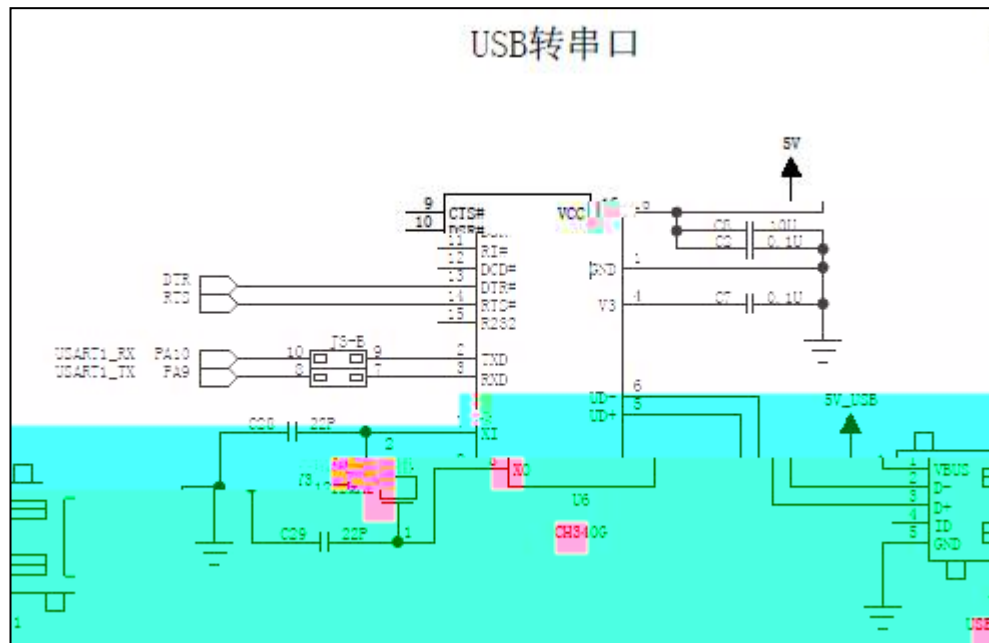 USB转串口
5V
9 CTS# VCC
10 DSR# C2 0.1U
11 RI#
12 DCD# GND 1
DTR 13 DTR#
RTS 14 RTS# V3 4 C7 0.1U
15 R232
J3-B
USART1_RX PA10 10 9 2 TXD
USART1_TX PA9 8 7 3 RXD
UD- 6
UD+ 5 5V_USB
C28 22P XI
2
XO 1 VBUS
2 D-
U6 3 D+
4 ID
C29 22P 1 CH340G 5 GND
1 USB